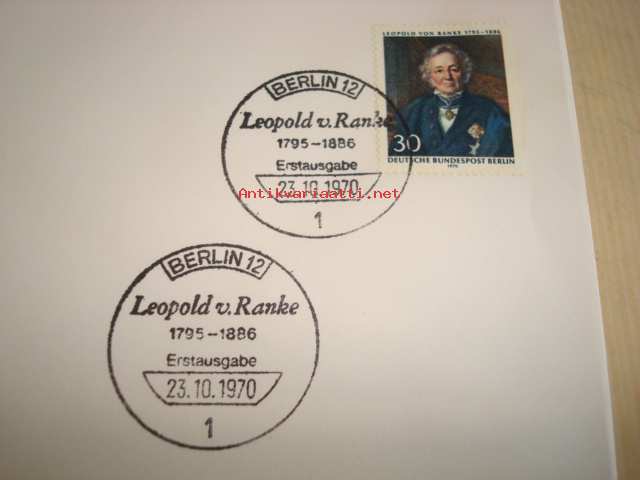 LEOPOLD VON RANKE 1795-1886
30
DEUTSCHE BUNDESPOST BERLIN
1970
BERLIN 12
Leopold v. Ranke
1795-1886
Erstausgabe
23.10.1970
Antikvariaatti.net
1
BERLIN 12
Leopold v. Ranke
1795-1886
Erstausgabe
23.10.1970
1